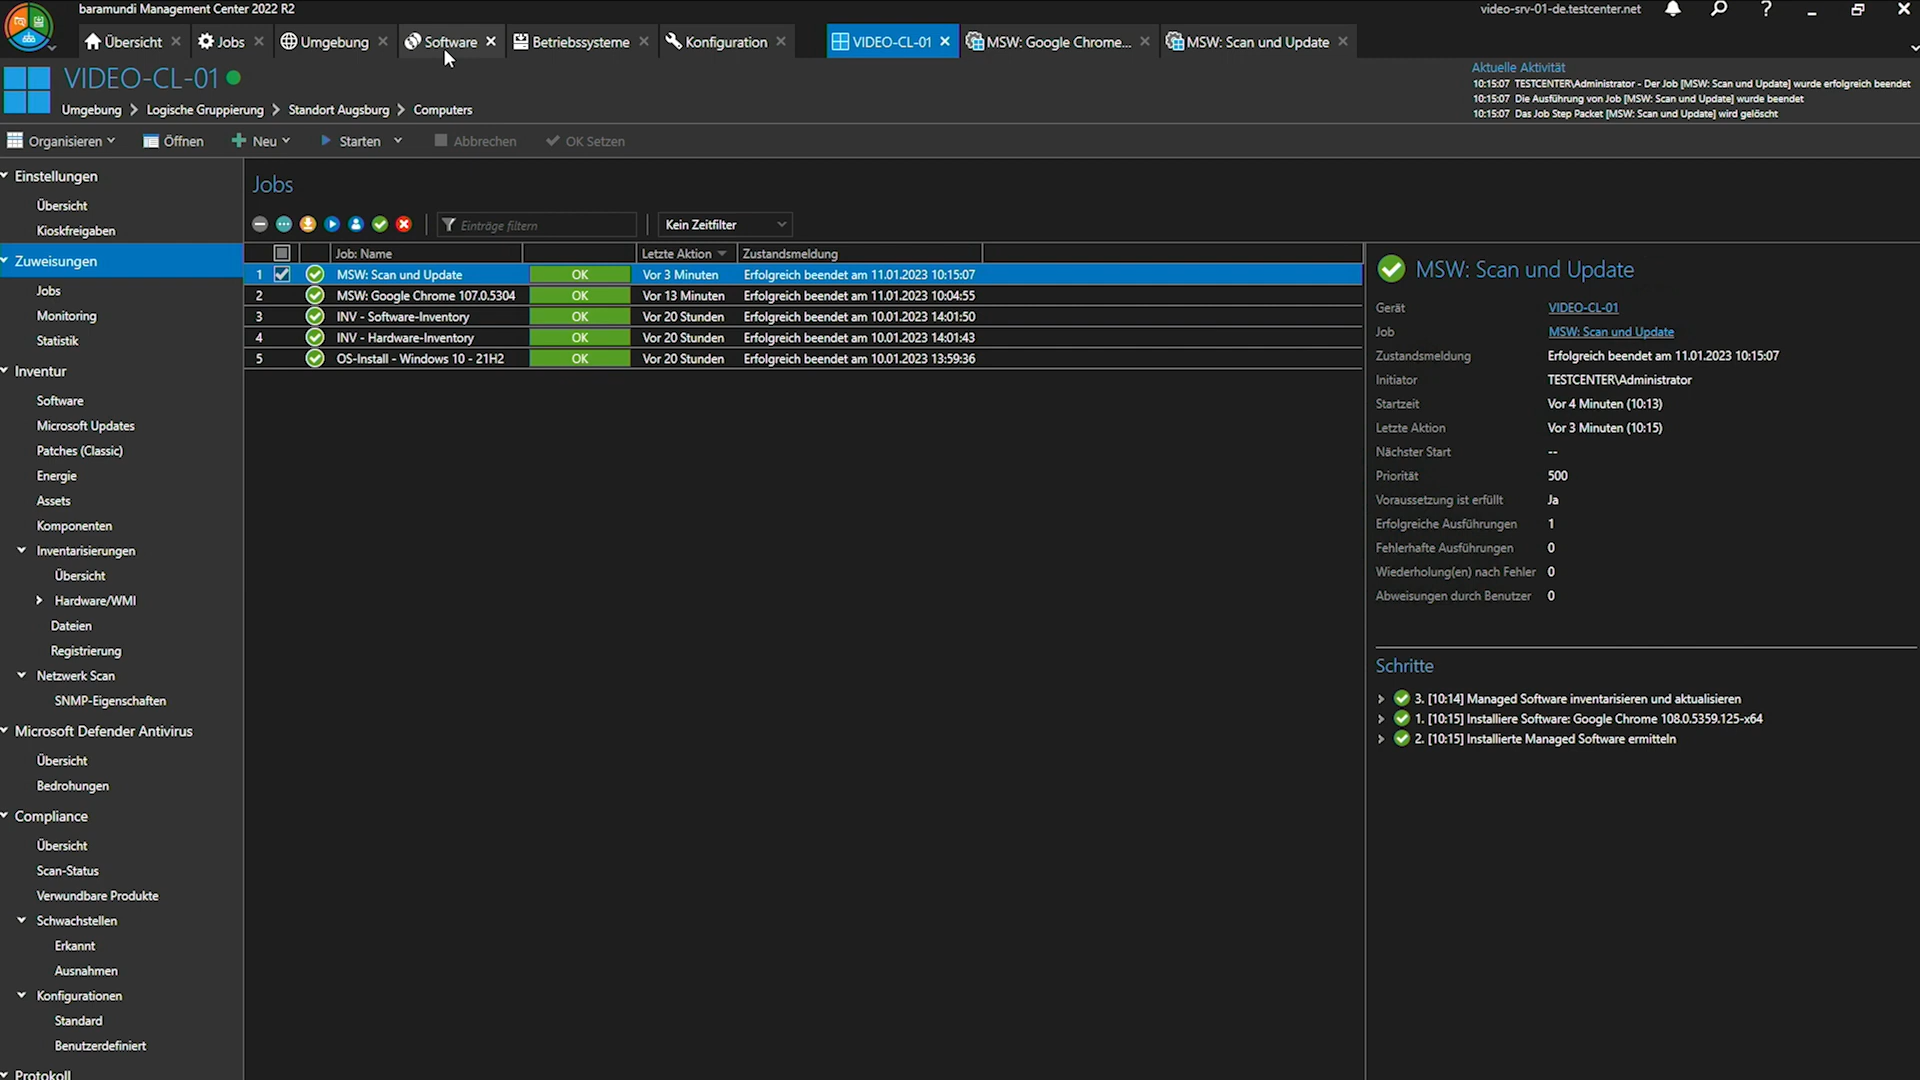 baramundi Management Center 2022 R2
video-srv-01-de.testcenter.net
Übersicht
Jobs
Umgebung
Software
Betriebssysteme
Konfiguration
VIDEO-CL-01
MSW: Google Chrome...
MSW: Scan und Update
VIDEO-CL-01
Umgebung > Logische Gruppierung > Standort Augsburg > Computers
Aktuelle Aktivität
10:15:07 TESTCENTER\Administrator - Der Job [MSW: Scan und Update] wurde erfolgreich beendet
10:15:07 Die Ausführung von Job [MSW: Scan und Update] wurde beendet
10:15:07 Das Job Step Packet [MSW: Scan und Update] wird gelöscht
Organisieren
Öffnen
Neu
Starten
Abbrechen
OK Setzen
Einstellungen
Übersicht
Kioskfreigaben
Zuweisungen
Jobs
Monitoring
Statistik
Inventur
Software
Microsoft Updates
Patches (Classic)
Energie
Assets
Komponenten
Inventarisierungen
Übersicht
Hardware/WMI
Dateien
Registrierung
Netzwerk Scan
SNMP-Eigenschaften
Microsoft Defender Antivirus
Übersicht
Bedrohungen
Compliance
Übersicht
Scan-Status
Verwundbare Produkte
Schwachstellen
Erkannt
Ausnahmen
Konfigurationen
Standard
Benutzerdefiniert
Protokoll
Jobs
Einträge filtern
Kein Zeitfilter
Job: Name Letzte Aktion Zustandsmeldung
1 MSW: Scan und Update OK Vor 3 Minuten Erfolgreich beendet am 11.01.2023 10:15:07
2 MSW: Google Chrome 107.0.5304 OK Vor 13 Minuten Erfolgreich beendet am 11.01.2023 10:04:55
3 INV - Software-Inventory OK Vor 20 Stunden Erfolgreich beendet am 10.01.2023 14:01:50
4 INV - Hardware-Inventory OK Vor 20 Stunden Erfolgreich beendet am 10.01.2023 14:01:43
5 OS-Install - Windows 10 - 21H2 OK Vor 20 Stunden Erfolgreich beendet am 10.01.2023 13:59:36
MSW: Scan und Update
Gerät VIDEO-CL-01
Job MSW: Scan und Update
Zustandsmeldung Erfolgreich beendet am 11.01.2023 10:15:07
Initiator TESTCENTER\Administrator
Startzeit Vor 4 Minuten (10:13)
Letzte Aktion Vor 3 Minuten (10:15)
Nächster Start --
Priorität 500
Voraussetzung ist erfüllt Ja
Erfolgreiche Ausführungen 1
Fehlerhafte Ausführungen 0
Wiederholung(en) nach Fehler 0
Abweisungen durch Benutzer 0
Schritte
3. [10:14] Managed Software inventarisieren und aktualisieren
1. [10:15] Installiere Software: Google Chrome 108.0.5359.125-x64
2. [10:15] Installierte Managed Software ermitteln